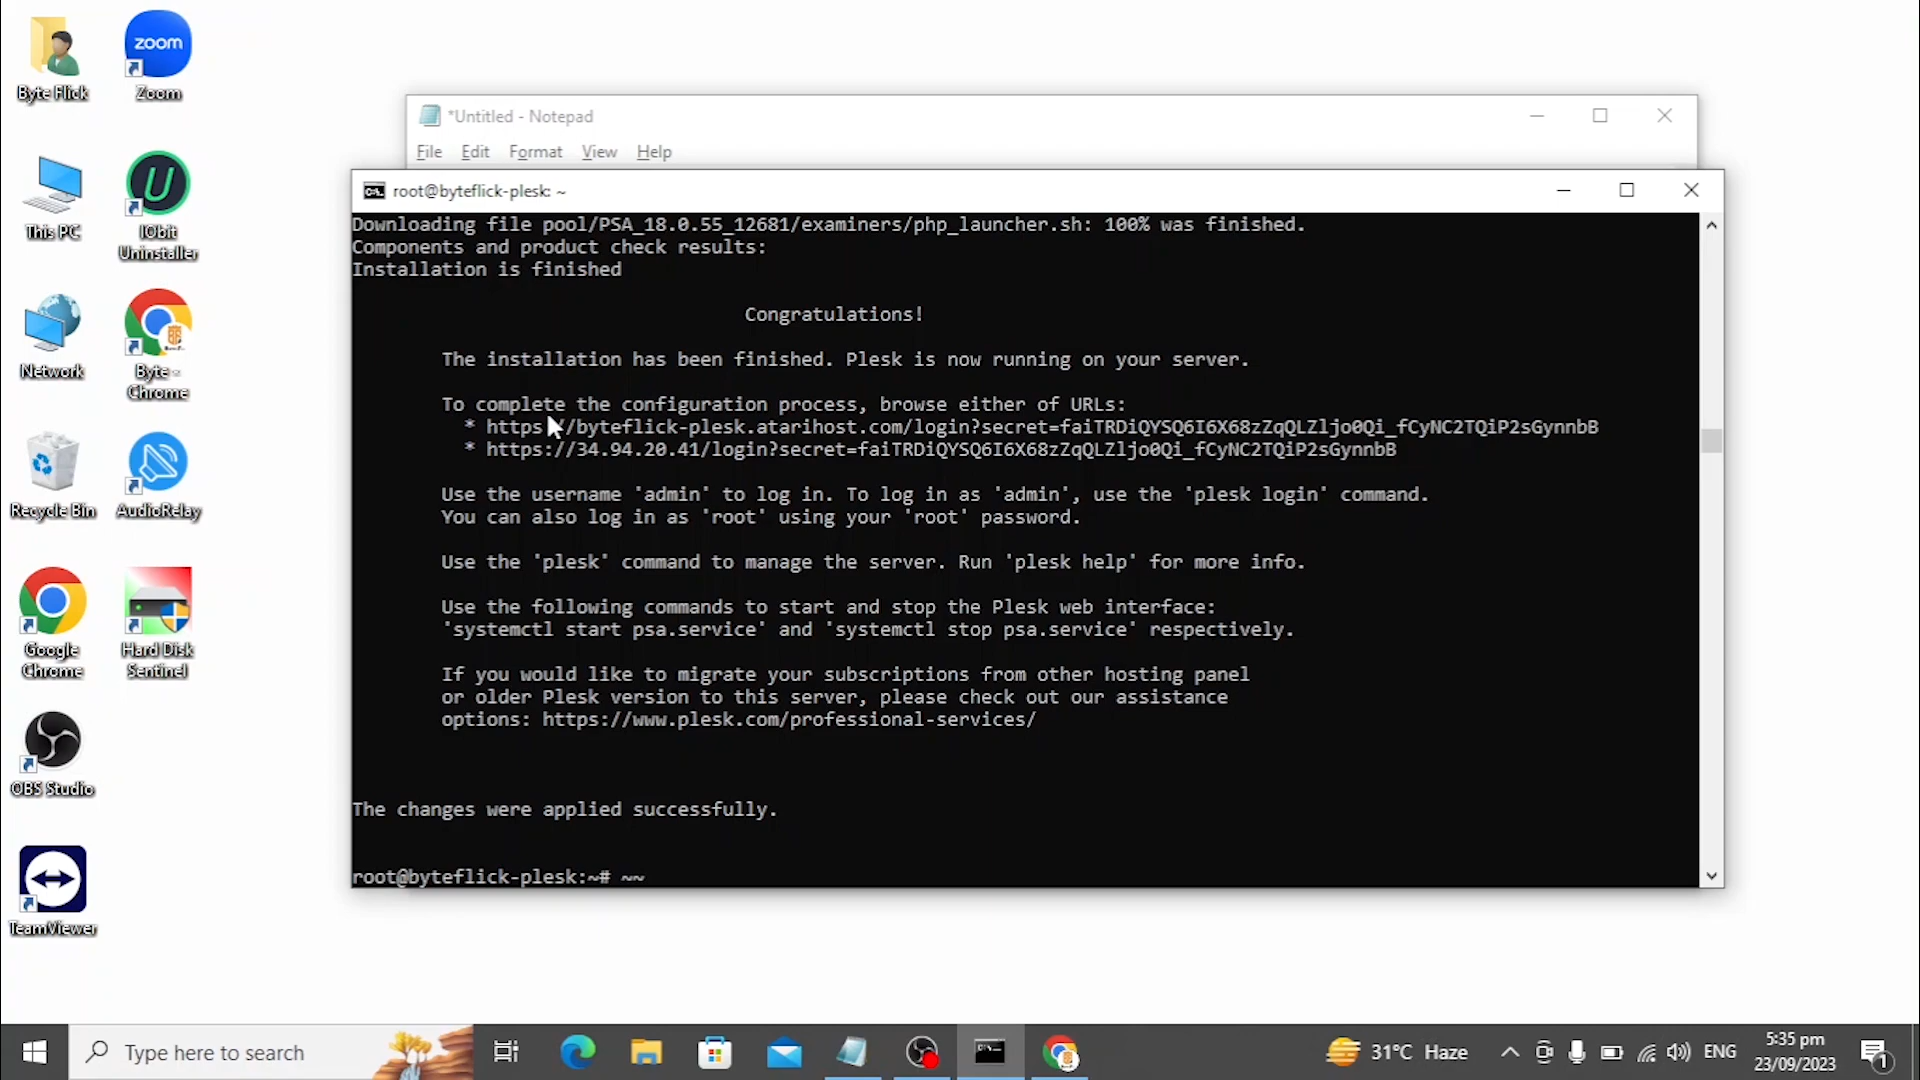 Byte Flick
zoom
Zoom
This PC
IObit
Uninstaller
Network
Byte -
Chrome
Recycle Bin
AudioRelay
Google
Chrome
Hard Disk
Sentinel
OBS Studio
TeamViewer
*Untitled - Notepad
File Edit Format View Help
root@byteflick-plesk: ~
Downloading file pool/PSA_18.0.55_12681/examiners/php_launcher.sh: 100% was finished.
Components and product check results:
Installation is finished
Congratulations!
The installation has been finished. Plesk is now running on your server.
To complete the configuration process, browse either of URLs:
* https://byteflick-plesk.atarihost.com/login?secret=faiTRDiQYSQ6I6X68zZqQLZljo0Qi_fCyNC2TQiP2sGynnbB
* https://34.94.20.41/login?secret=faiTRDiQYSQ6I6X68zZqQLZljo0Qi_fCyNC2TQiP2sGynnbB
Use the username 'admin' to log in. To log in as 'admin', use the 'plesk login' command.
You can also log in as 'root' using your 'root' password.
Use the 'plesk' command to manage the server. Run 'plesk help' for more info.
Use the following commands to start and stop the Plesk web interface:
'systemctl start psa.service' and 'systemctl stop psa.service' respectively.
If you would like to migrate your subscriptions from other hosting panel
or older Plesk version to this server, please check out our assistance
options: https://www.plesk.com/professional-services/
The changes were applied successfully.
root@byteflick-plesk:~# ~~
Type here to search
31°C Haze
ENG
5:35 pm
23/09/2023
1